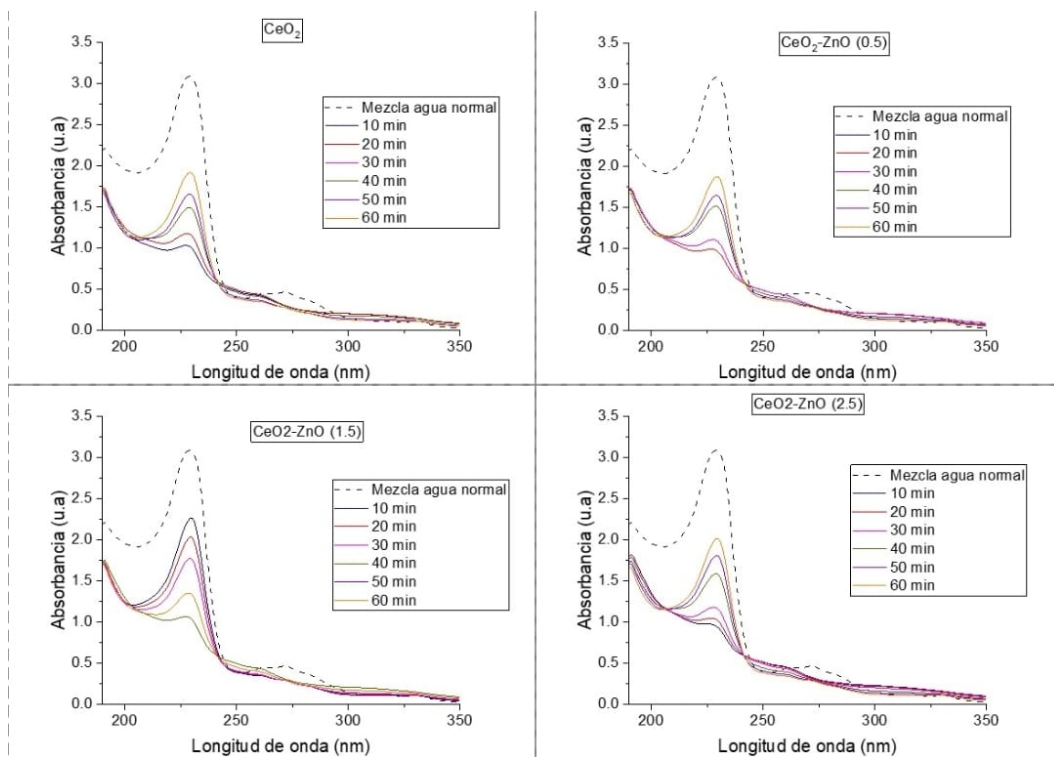 CeO₂
3.5
3.0
2.5
2.0
1.5
1.0
0.5
0.0
Absorbancia (u.a)
200 250 300 350
Longitud de onda (nm)
Mezcla agua normal
10 min
20 min
30 min
40 min
50 min
60 min
CeO₂-ZnO (0.5)
3.5
3.0
2.5
2.0
1.5
1.0
0.5
0.0
Absorbancia (u.a)
200 250 300 350
Longitud de onda (nm)
Mezcla agua normal
10 min
20 min
30 min
40 min
50 min
60 min
CeO2-ZnO (1.5)
3.5
3.0
2.5
2.0
1.5
1.0
0.5
0.0
Absorbancia (u.a)
200 250 300 350
Longitud de onda (nm)
Mezcla agua normal
10 min
20 min
30 min
40 min
50 min
60 min
CeO2-ZnO (2.5)
3.5
3.0
2.5
2.0
1.5
1.0
0.5
0.0
Absorbancia (u.a)
200 250 300 350
Longitud de onda (nm)
Mezcla agua normal
10 min
20 min
30 min
40 min
50 min
60 min